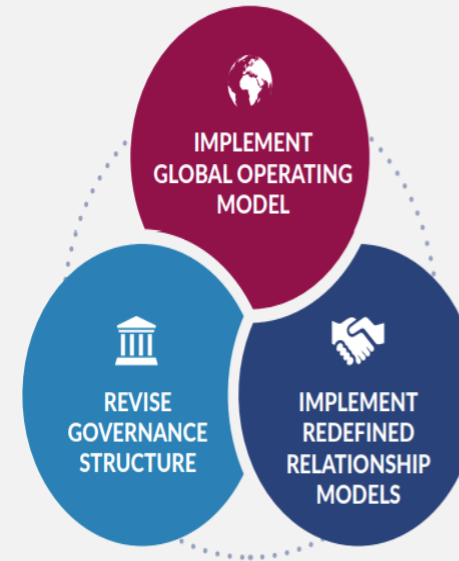 IMPLEMENT
GLOBAL OPERATING
MODEL
REVISE
GOVERNANCE
STRUCTURE
IMPLEMENT
REDEFINED
RELATIONSHIP
MODELS